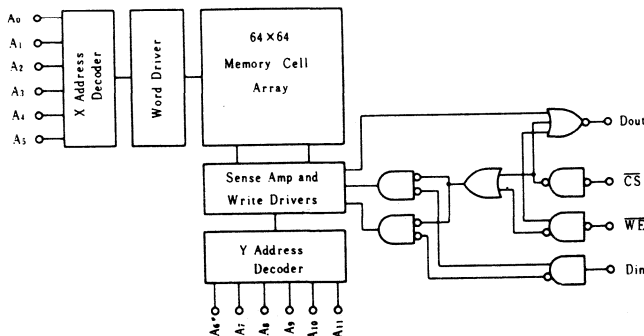 A0
A1
A2
A3
A4
A5
X Address
Decoder
Word Driver
64×64
Memory Cell
Array
Sense Amp and
Write Drivers
Y Address
Decoder
A6*
A7
A8
A9
A10
A11
Dout
CS
WE
Din